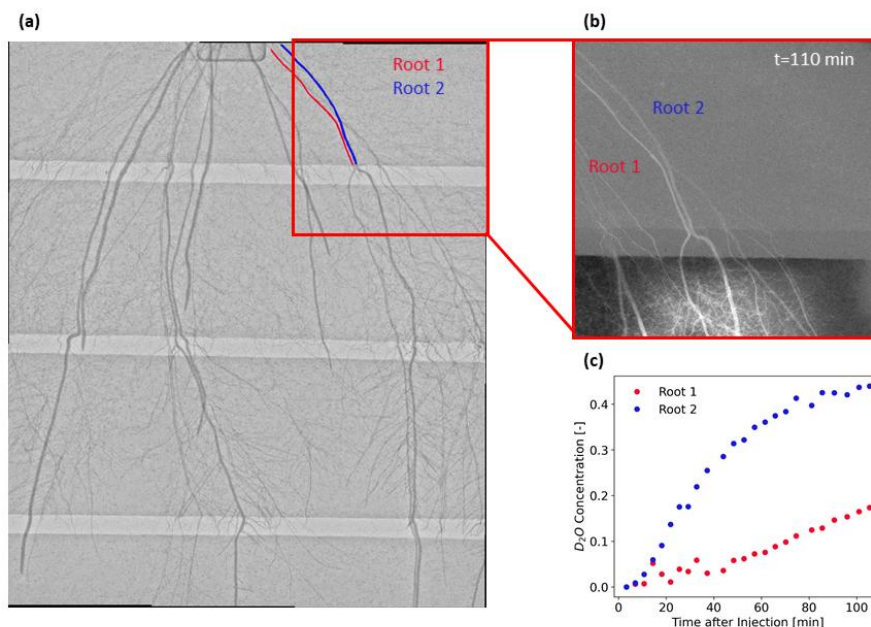 (a)
Root 1
Root 2
(b)
t=110 min
Root 2
Root 1
(c)
Root 1
Root 2
0.4
0.3
0.2
0.1
0.0
D₂O Concentration [-]
0 20 40 60 80 100
Time after Injection [min]